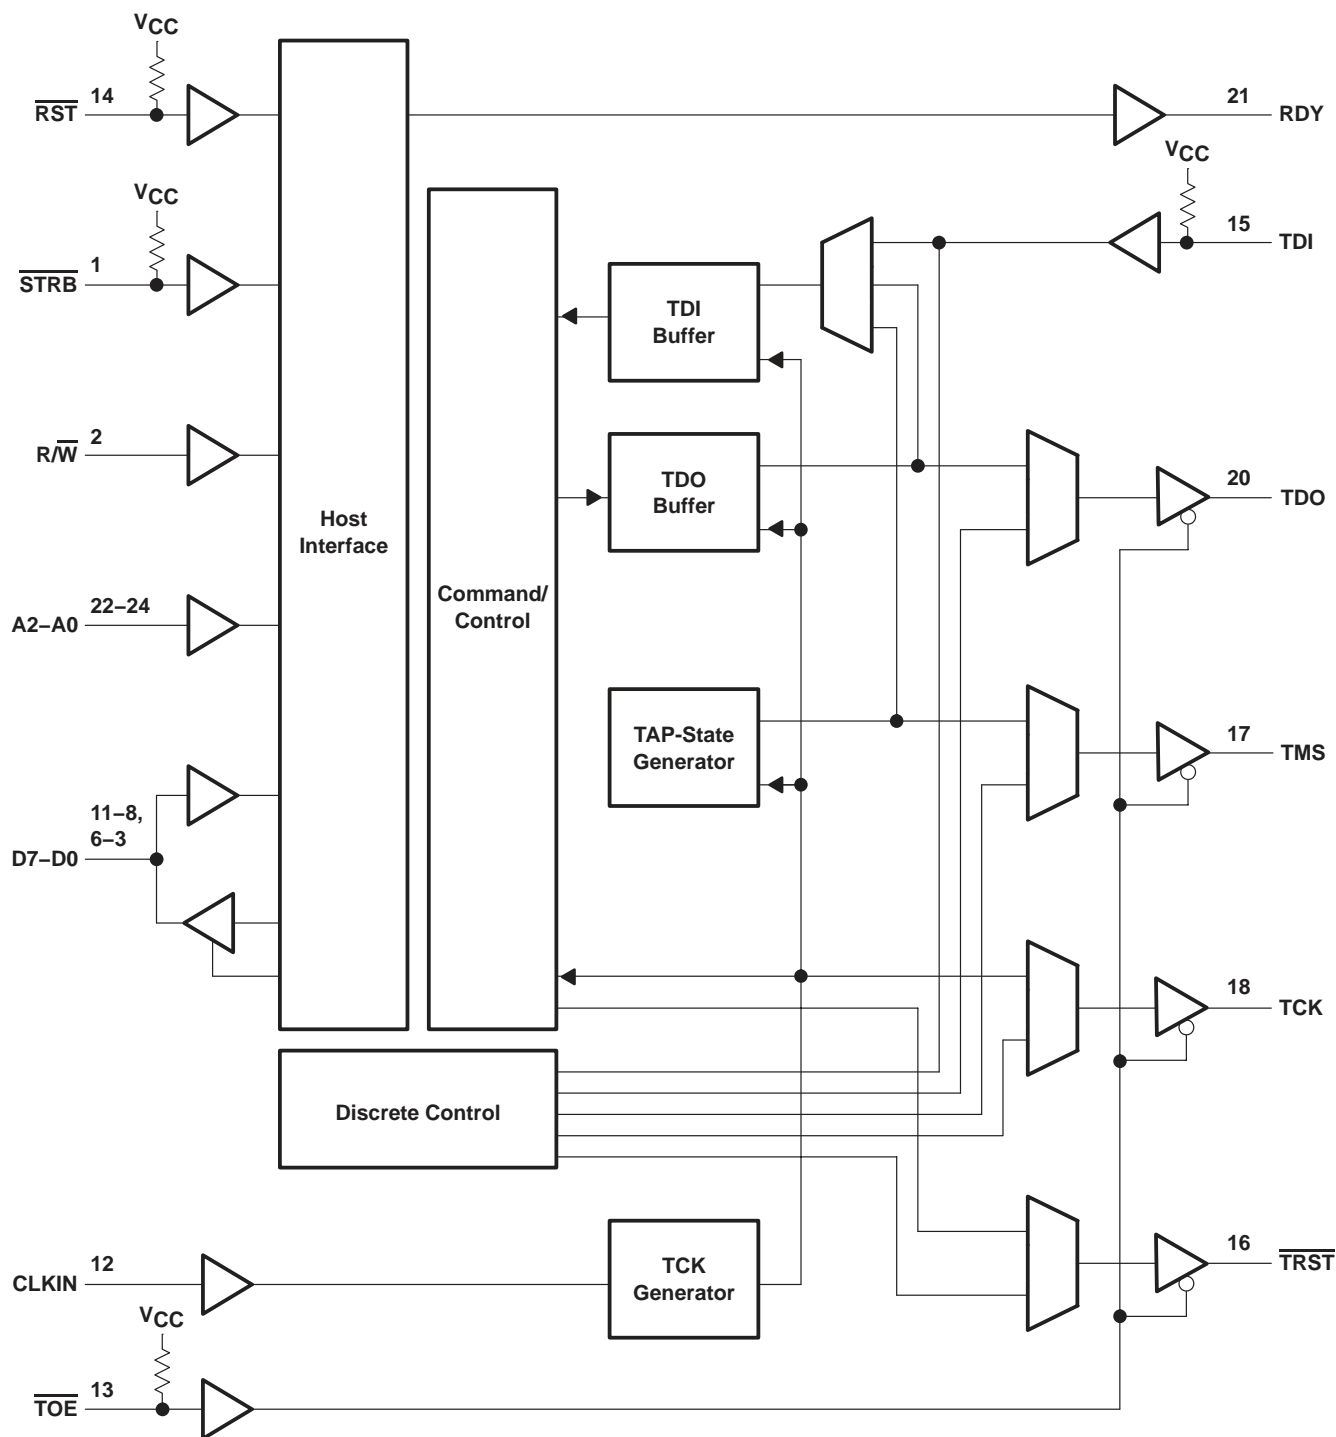 VCC
RST
14
21
RDY
VCC
VCC
STRB
1
15
TDI
TDI
Buffer
R/W
2
TDO
Buffer
20
TDO
Host
Interface
Command/
Control
A2–A0
22–24
TAP-State
Generator
17
TMS
11–8,
6–3
D7–D0
18
TCK
Discrete Control
CLKIN
12
TCK
Generator
16
TRST
VCC
TOE
13